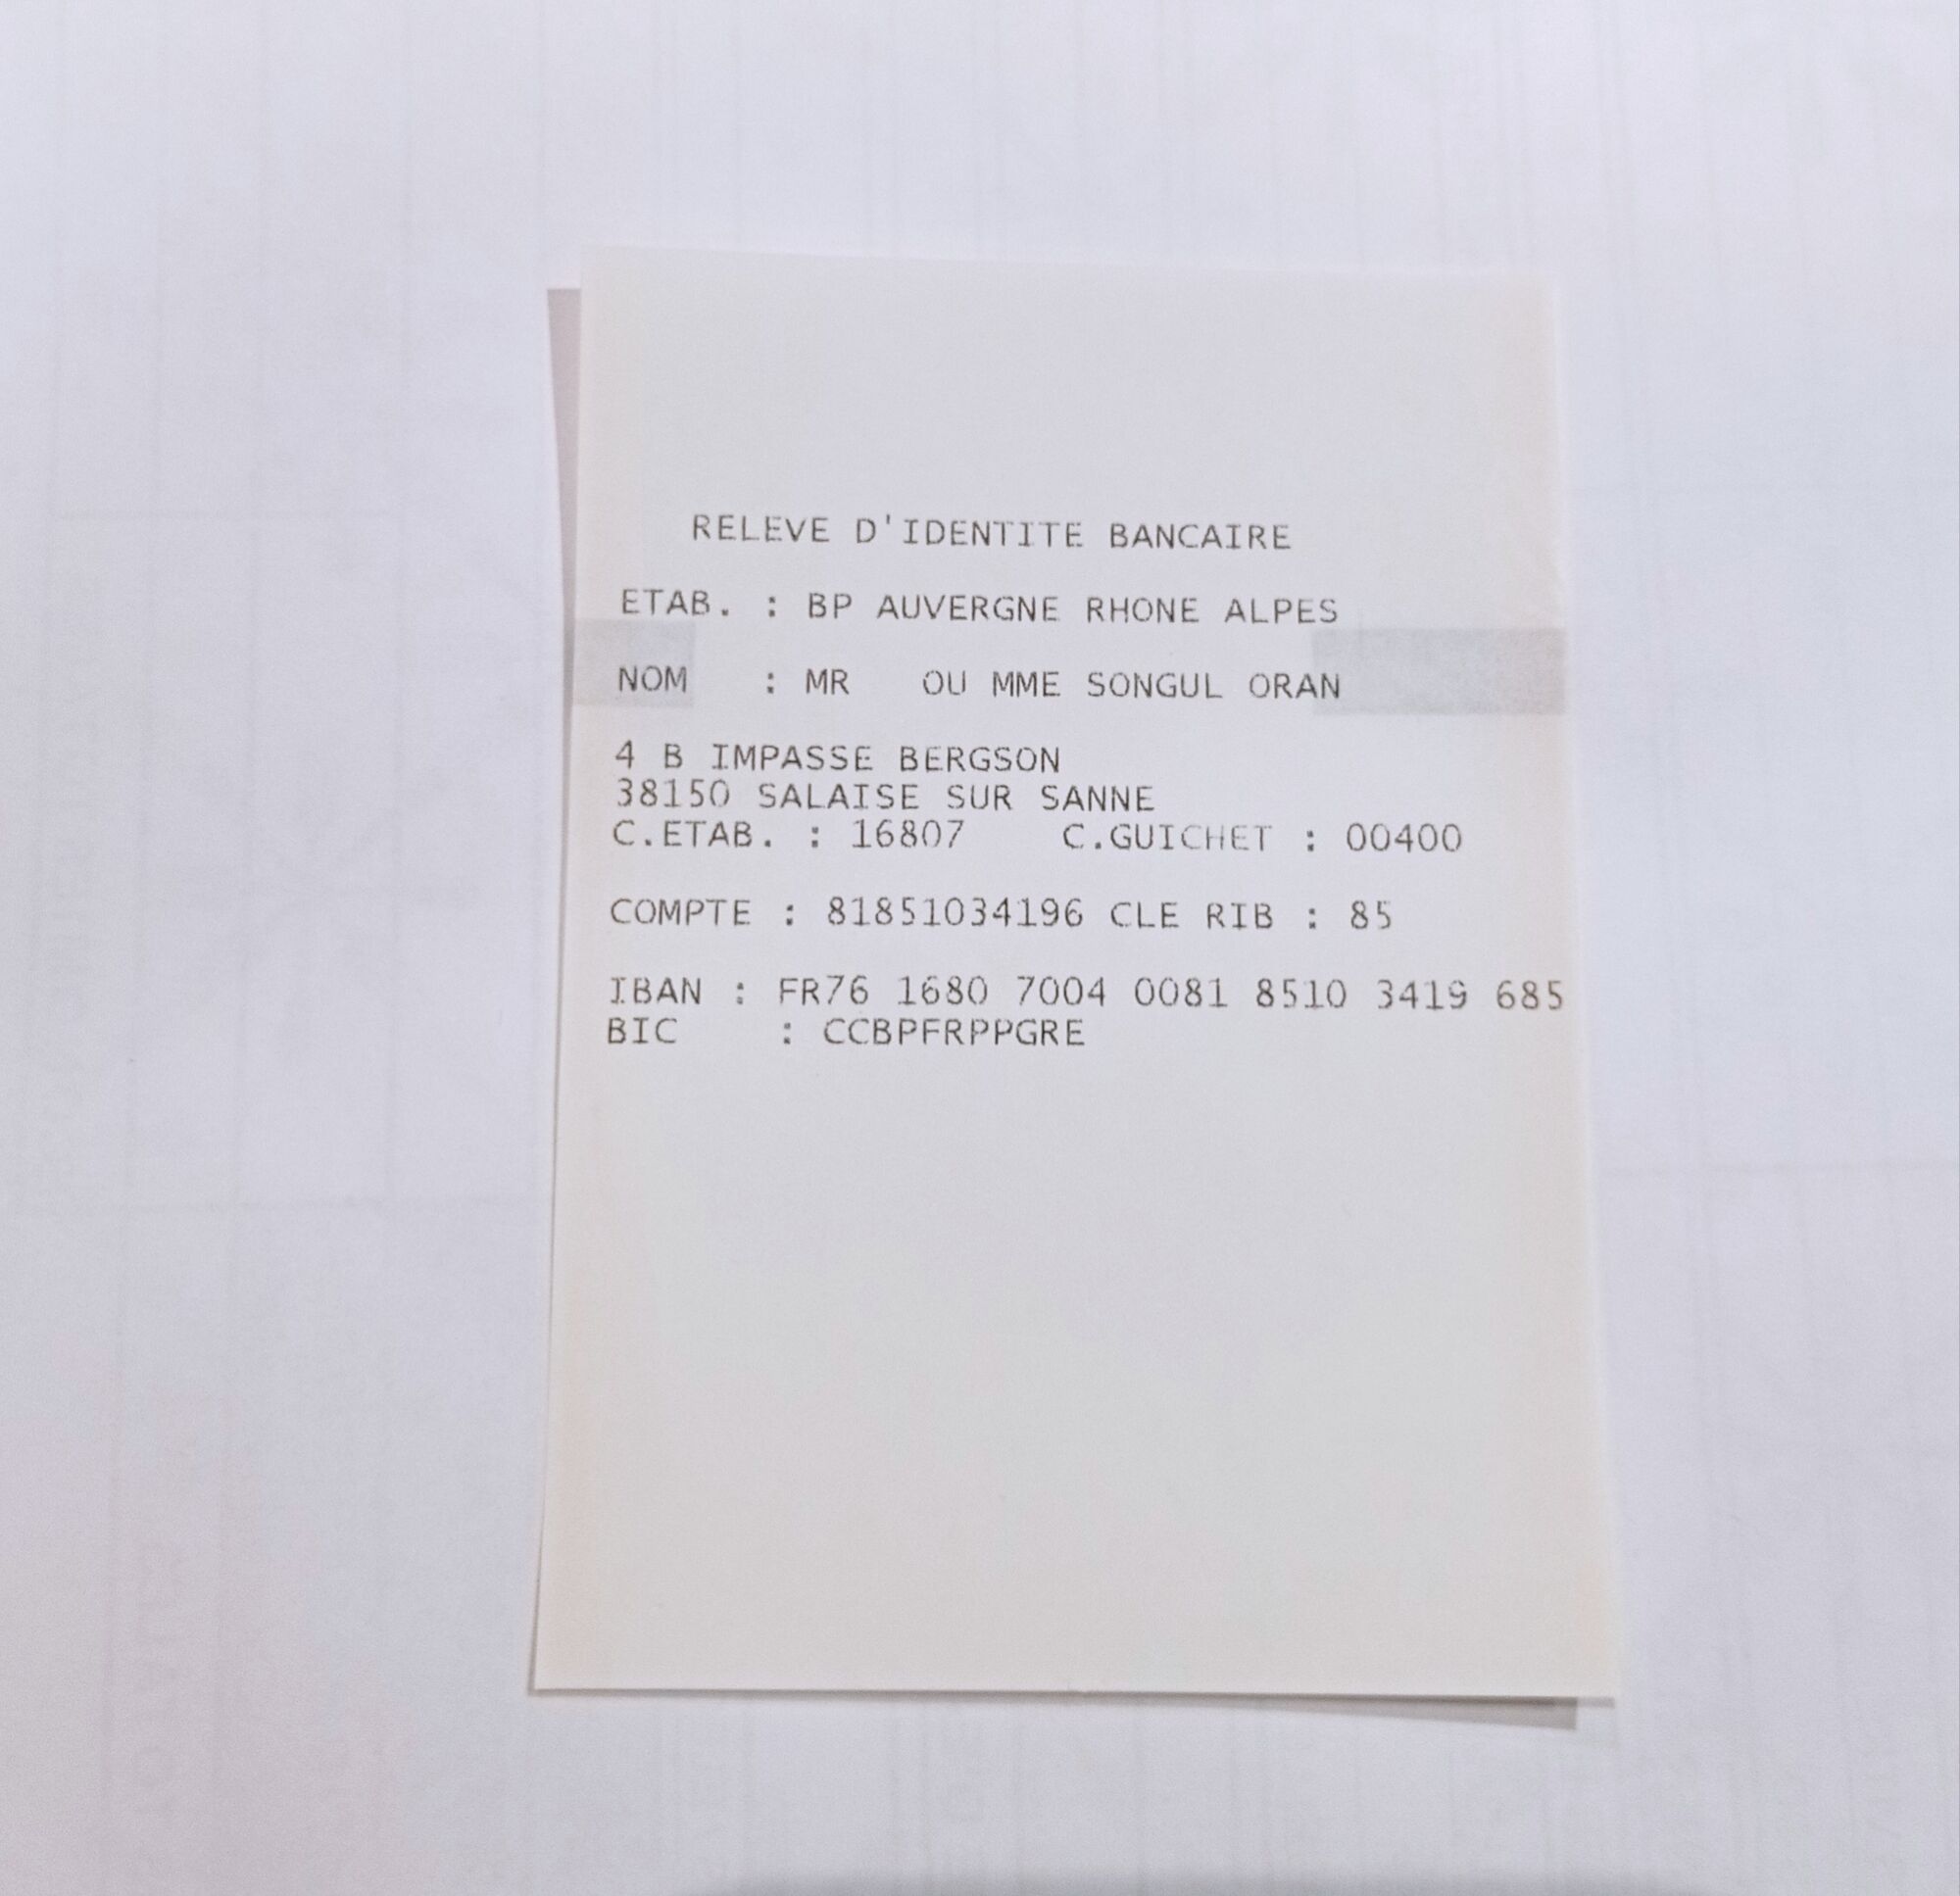 RELEVE D'IDENTITE BANCAIRE
ETAB. : BP AUVERGNE RHONE ALPES
NOM : MR OU MME SONGUL ORAN
4 B IMPASSE BERGSON
38150 SALAISE SUR SANNE
C.ETAB. : 16807 C.GUICHET : 00400
COMPTE : 81851034196 CLE RIB : 85
IBAN : FR76 1680 7004 0081 8510 3419 685
BIC : CCBPFRPPGRE